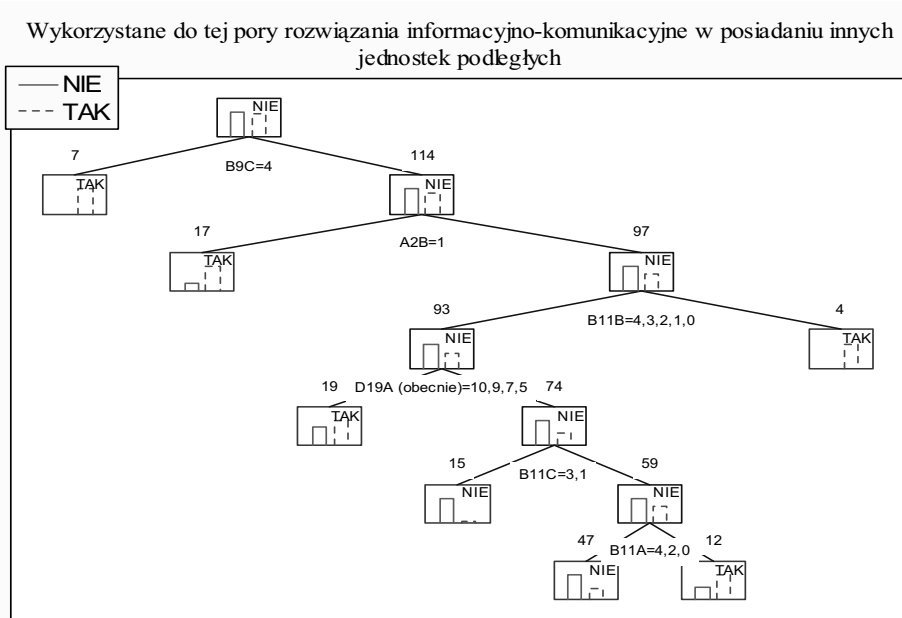 Wykorzystane do tej pory rozwiązania informacyjno-komunikacyjne w posiadaniu innych
jednostek podległych
NIE
TAK
NIE
7
B9C=4
114
TAK
NIE
17
A2B=1
97
TAK
NIE
93
B11B=4,3,2,1,0
4
NIE
TAK
19
D19A (obecnie)=10,9,7,5
74
TAK
NIE
15
B11C=3,1
59
NIE
NIE
47
B11A=4,2,0
12
NIE
TAK